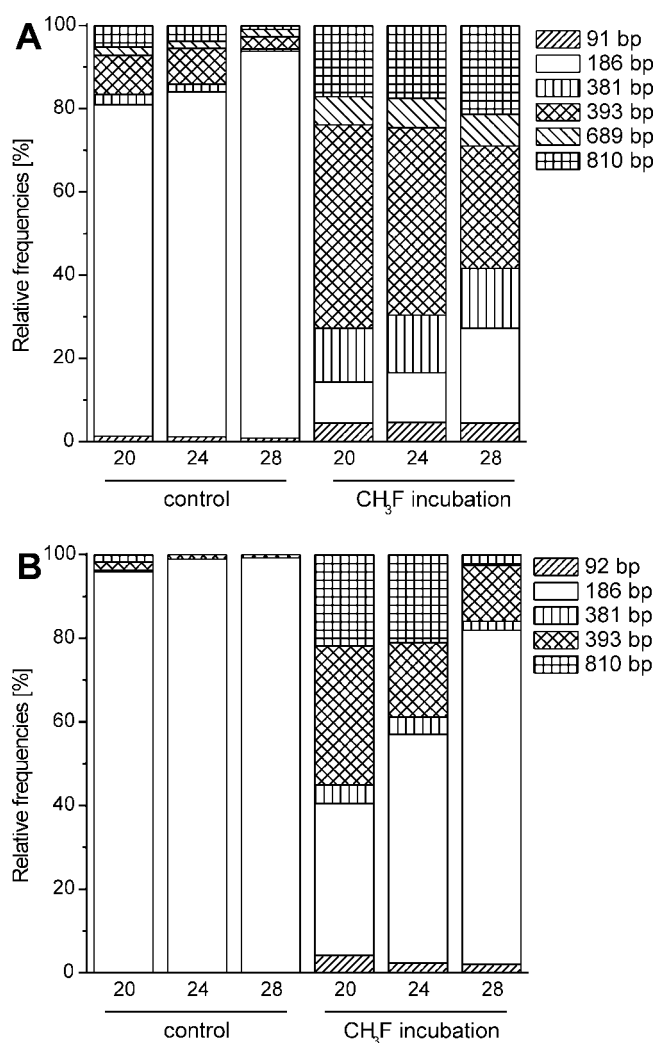 A
Relative frequencies [%]
100
80
60
40
20
0
20 24 28 20 24 28
control CH₃F incubation
91 bp
186 bp
381 bp
393 bp
689 bp
810 bp
B
Relative frequencies [%]
100
80
60
40
20
0
20 24 28 20 24 28
control CH₃F incubation
92 bp
186 bp
381 bp
393 bp
810 bp